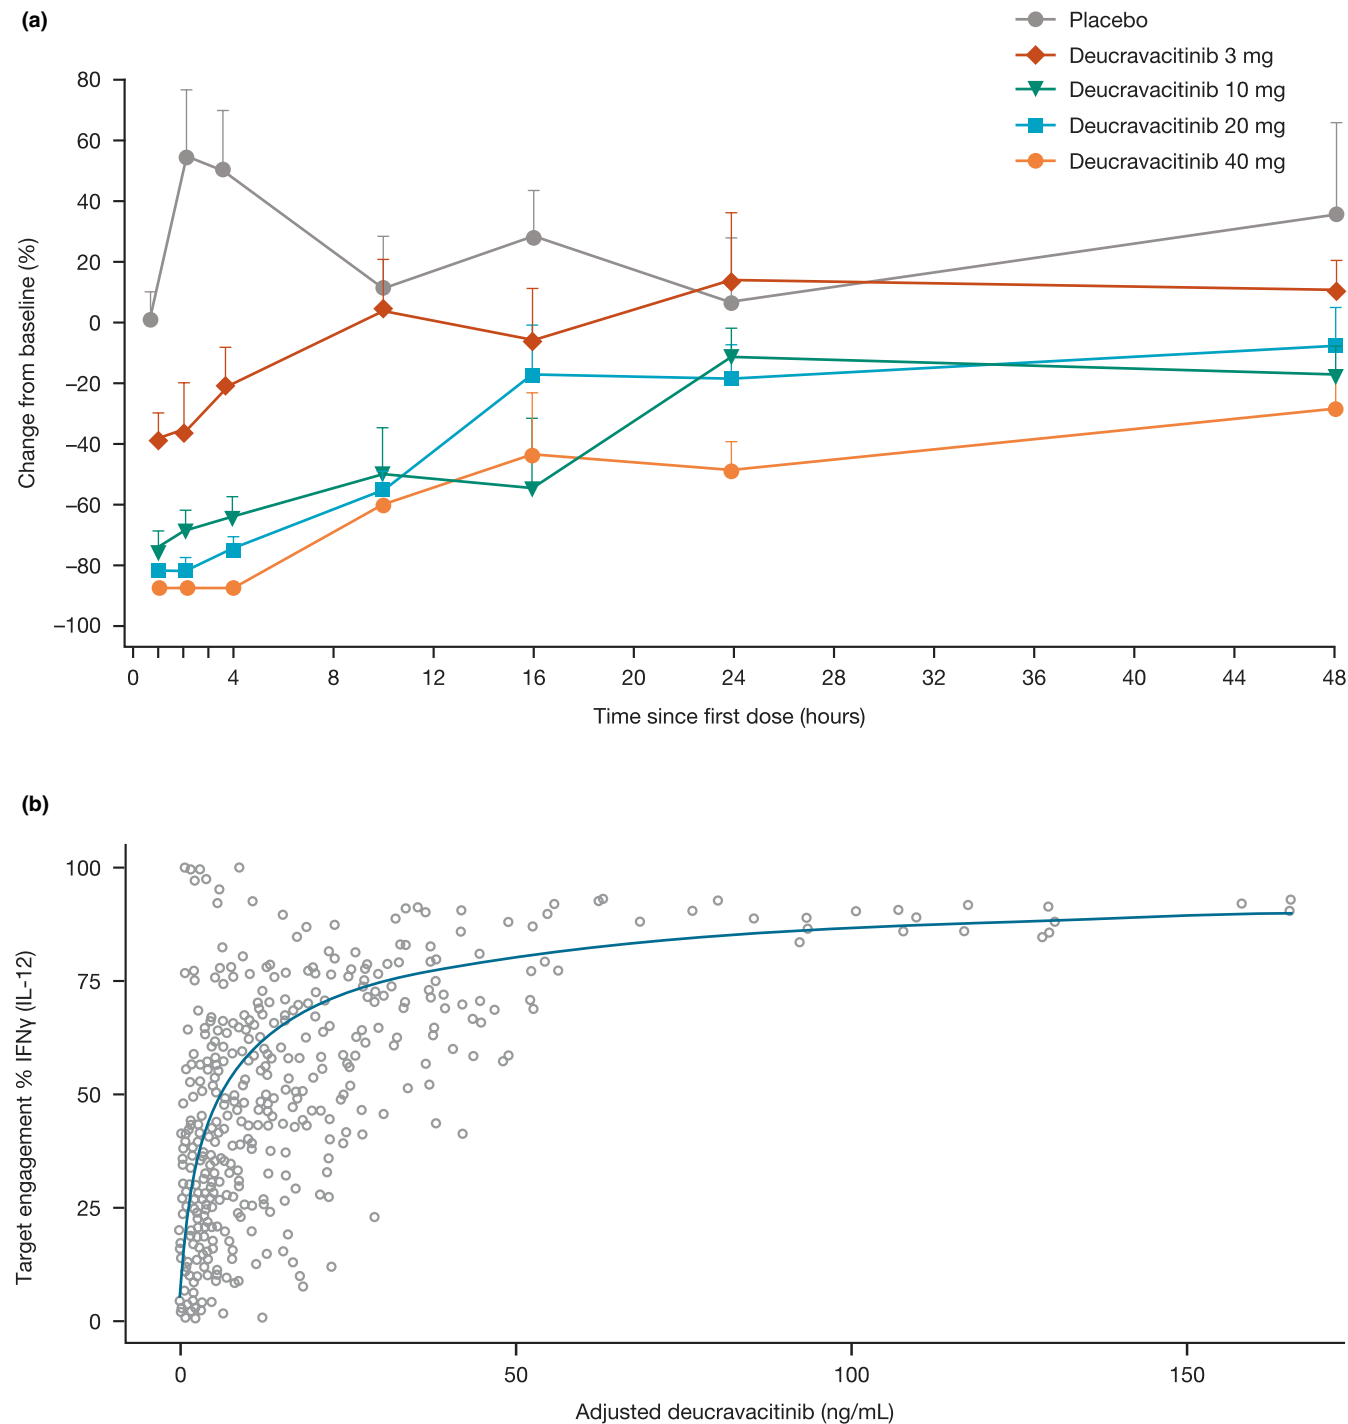 (a)
Placebo
Deucravacitinib 3 mg
Deucravacitinib 10 mg
Deucravacitinib 20 mg
Deucravacitinib 40 mg
Change from baseline (%)
80
60
40
20
0
–20
–40
–60
–80
–100
0 4 8 12 16 20 24 28 32 36 40 44 48
Time since first dose (hours)
(b)
Target engagement % IFNγ (IL-12)
100
75
50
25
0
0 50 100 150
Adjusted deucravacitinib (ng/mL)